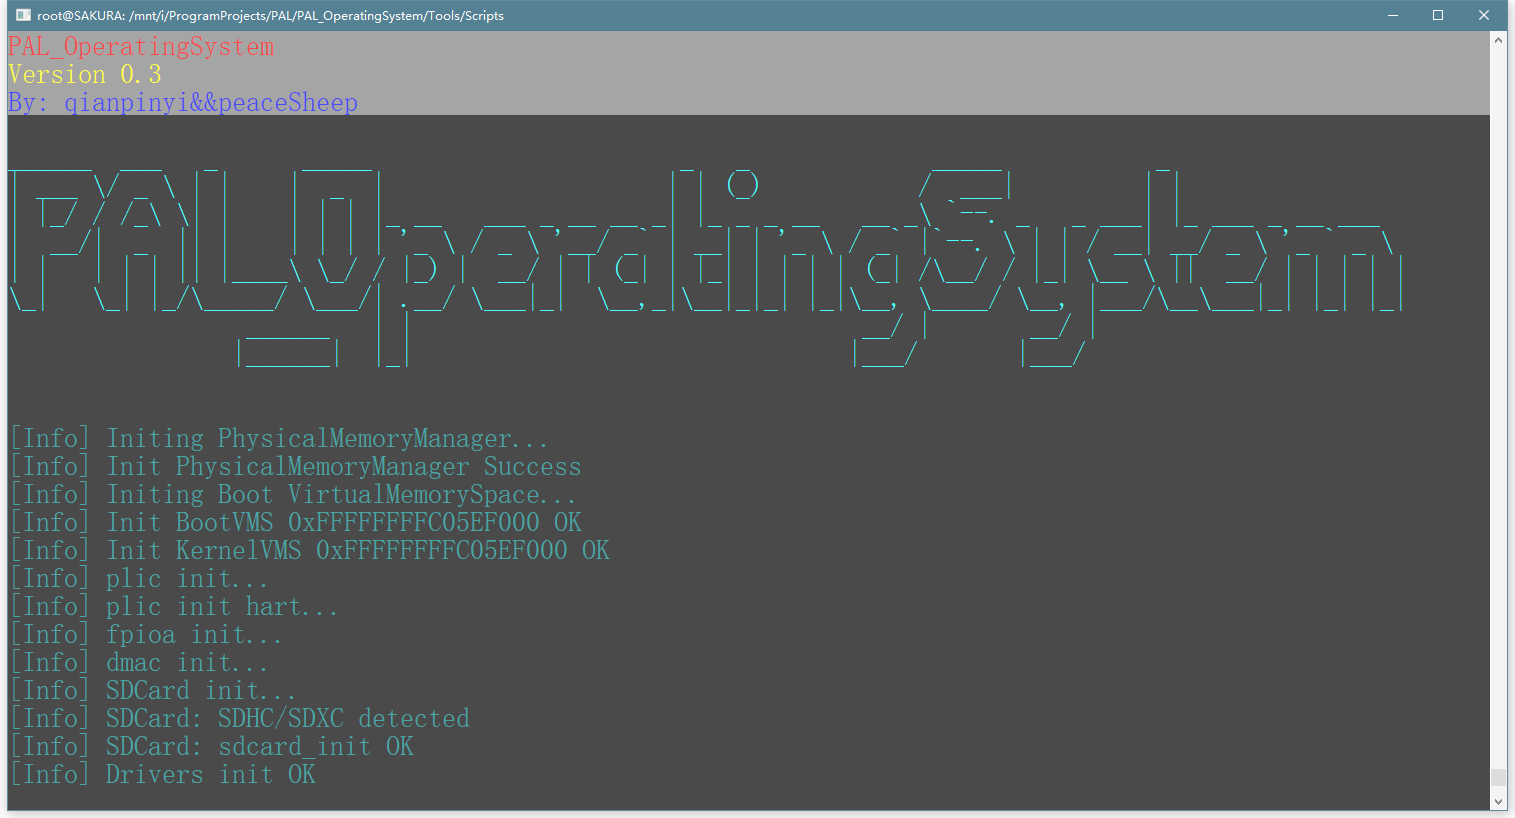 root@SAKURA: /mnt/i/ProgramProjects/PAL/PAL_OperatingSystem/Tools/Scripts
PAL_OperatingSystem
Version 0.3
By: qianpinyi&&peaceSheep
PAL_OperatingSystem
[Info] Initing PhysicalMemoryManager...
[Info] Init PhysicalMemoryManager Success
[Info] Initing Boot VirtualMemorySpace...
[Info] Init BootVMS 0xFFFFFFFFC05EF000 OK
[Info] Init KernelVMS 0xFFFFFFFFC05EF000 OK
[Info] plic init...
[Info] plic init hart...
[Info] fpioa init...
[Info] dmac init...
[Info] SDCard init...
[Info] SDCard: SDHC/SDXC detected
[Info] SDCard: sdcard_init OK
[Info] Drivers init OK